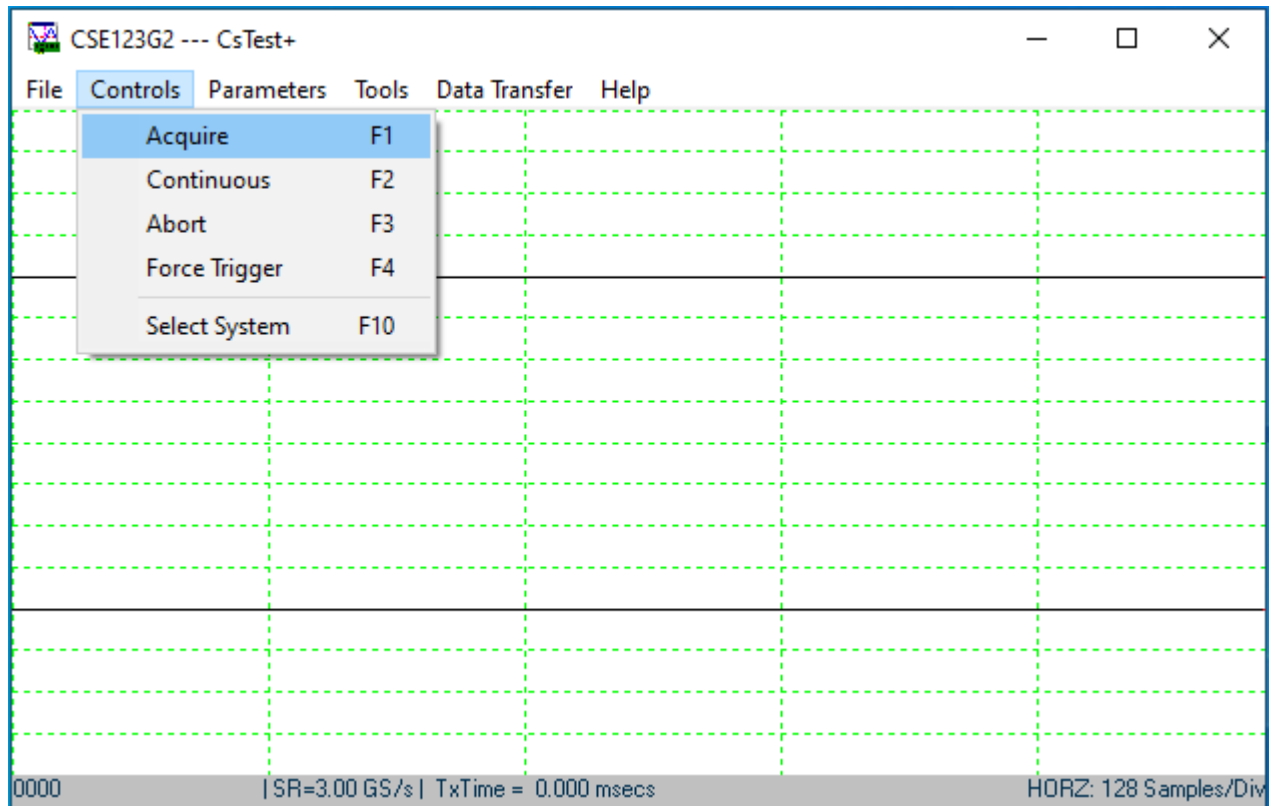 CSE123G2 --- CsTest+
File Controls Parameters Tools Data Transfer Help
Acquire F1
Continuous F2
Abort F3
Force Trigger F4
Select System F10
0000 | SR=3.00 GS/s | TxTime = 0.000 msecs HORZ: 128 Samples/Div